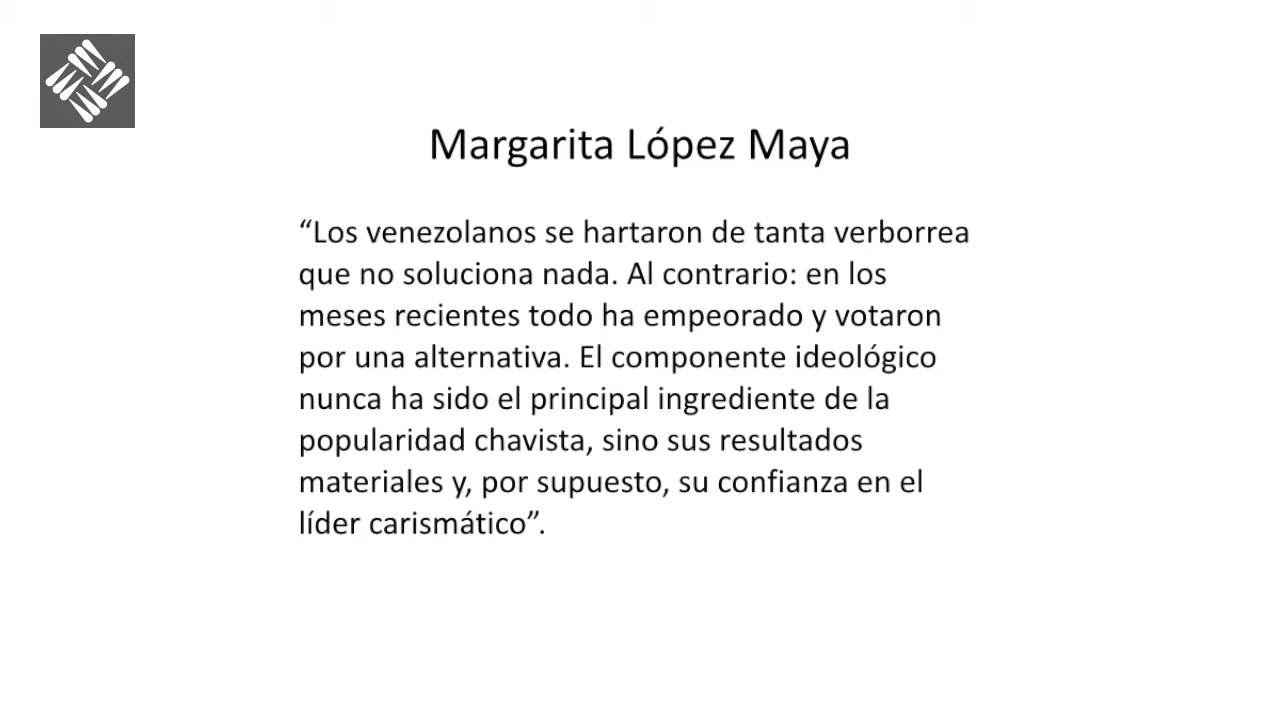 Margarita López Maya
“Los venezolanos se hartaron de tanta verborrea
que no soluciona nada. Al contrario: en los
meses recientes todo ha empeorado y votaron
por una alternativa. El componente ideológico
nunca ha sido el principal ingrediente de la
popularidad chavista, sino sus resultados
materiales y, por supuesto, su confianza en el
líder carismático”.